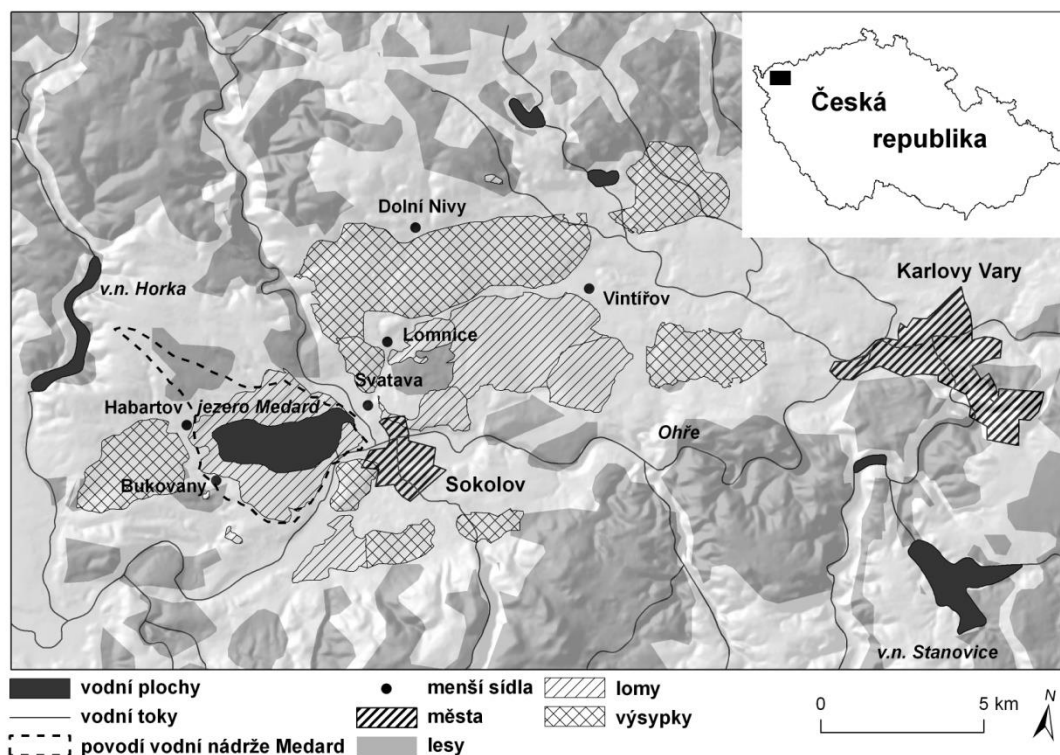 Česká
republika
Dolní Nivy
Karlovy Vary
v.n. Horka
Vintířov
Lomnice
Svatava
Habartov
jezero Medard
Ohře
Bukovany
Sokolov
v.n. Stanovice
vodní plochy
menší sídla
lomy
0
5 km
N
vodní toky
města
výsypky
povodí vodní nádrže Medard
lesy